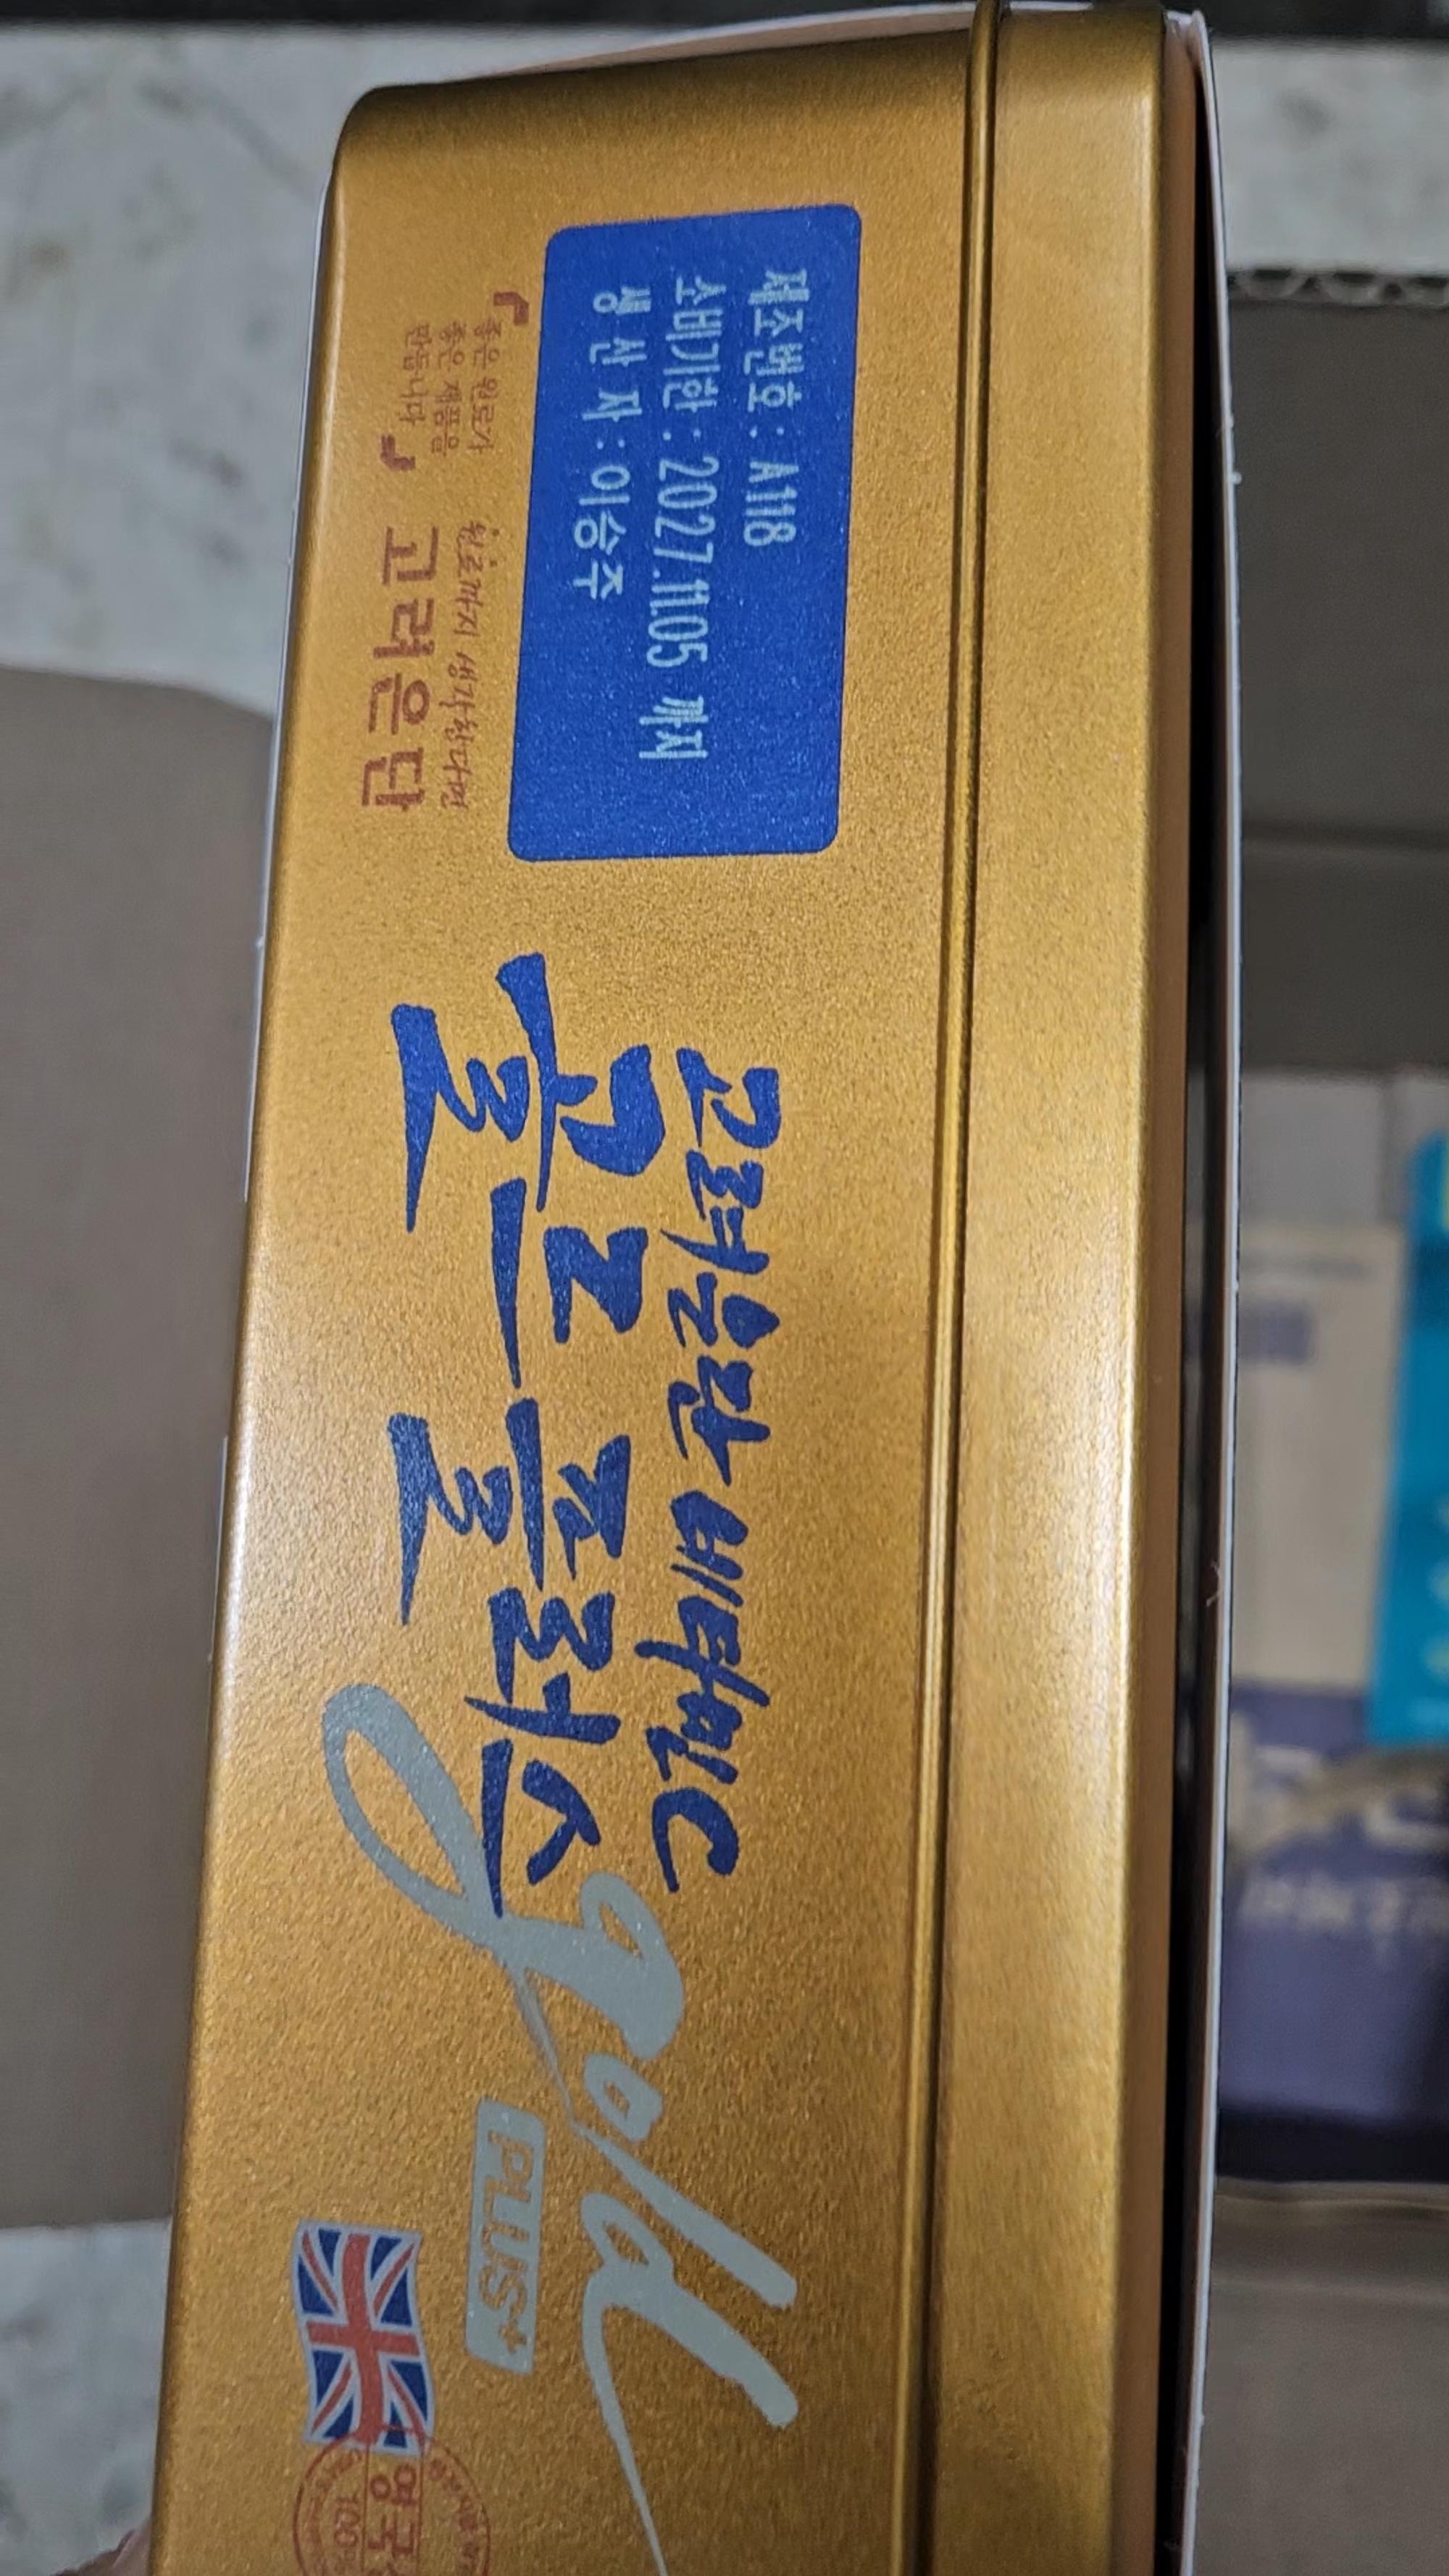 제조번호 : A118
소비기한 : 2027.11.05 까지
생 산 자 : 이승주
『좋은 원료가
좋은 제품을
만듭니다』
원료까지 생각한다면
고려은단
고려은단 비타민C
골드플러스
gold
PLUS+
영국
100